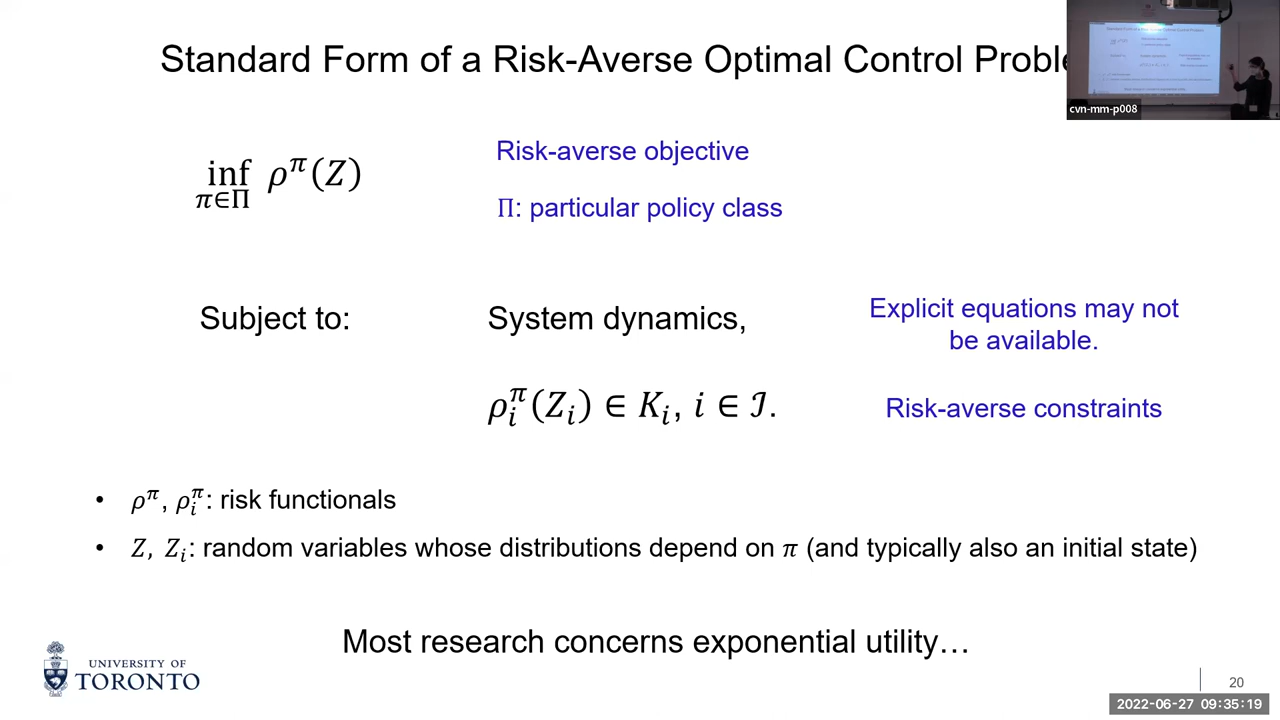 Standard Form of a Risk-Averse Optimal Control Proble
cvn-mm-p008
inf ρ^π(Z)
π∈Π
Risk-averse objective
Π: particular policy class
Subject to:
System dynamics,
Explicit equations may not
be available.
ρ_i^π(Z_i) ∈ K_i, i ∈ ℐ.
Risk-averse constraints
• ρ^π, ρ_i^π: risk functionals
• Z, Z_i: random variables whose distributions depend on π (and typically also an initial state)
Most research concerns exponential utility…
UNIVERSITY OF
TORONTO
20
2022-06-27 09:35:19